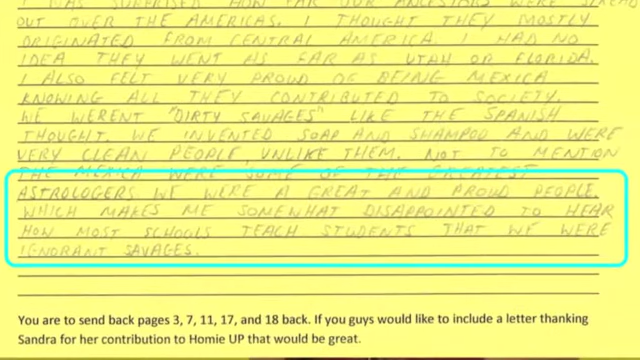 I WAS SURPRISED HOW FAR OUR ANCESTORS WERE SPREAD
OUT OVER THE AMERICAS. I THOUGHT THEY MOSTLY
ORIGINATED FROM CENTRAL AMERICA. I HAD NO
IDEA THEY WENT AS FAR AS UTAH OR FLORIDA.
I ALSO FELT VERY PROUD OF BEING MEXICA
KNOWING ALL THEY CONTRIBUTED TO SOCIETY.
WE WERENT "DIRTY SAVAGES" LIKE THE SPANISH
THOUGHT. WE INVENTED SOAP AND SHAMPOO AND WERE
VERY CLEAN PEOPLE, UNLIKE THEM. NOT TO MENTION
THE MEXICA WERE SOME OF THE GREATEST
ASTROLOGERS WE WERE A GREAT AND PROUD PEOPLE.
WHICH MAKES ME SOMEWHAT DISAPPOINTED TO HEAR
HOW MOST SCHOOLS TEACH STUDENTS THAT WE WERE
IGNORANT SAVAGES.
You are to send back pages 3, 7, 11, 17, and 18 back. If you guys would like to include a letter thanking
Sandra for her contribution to Homie UP that would be great.